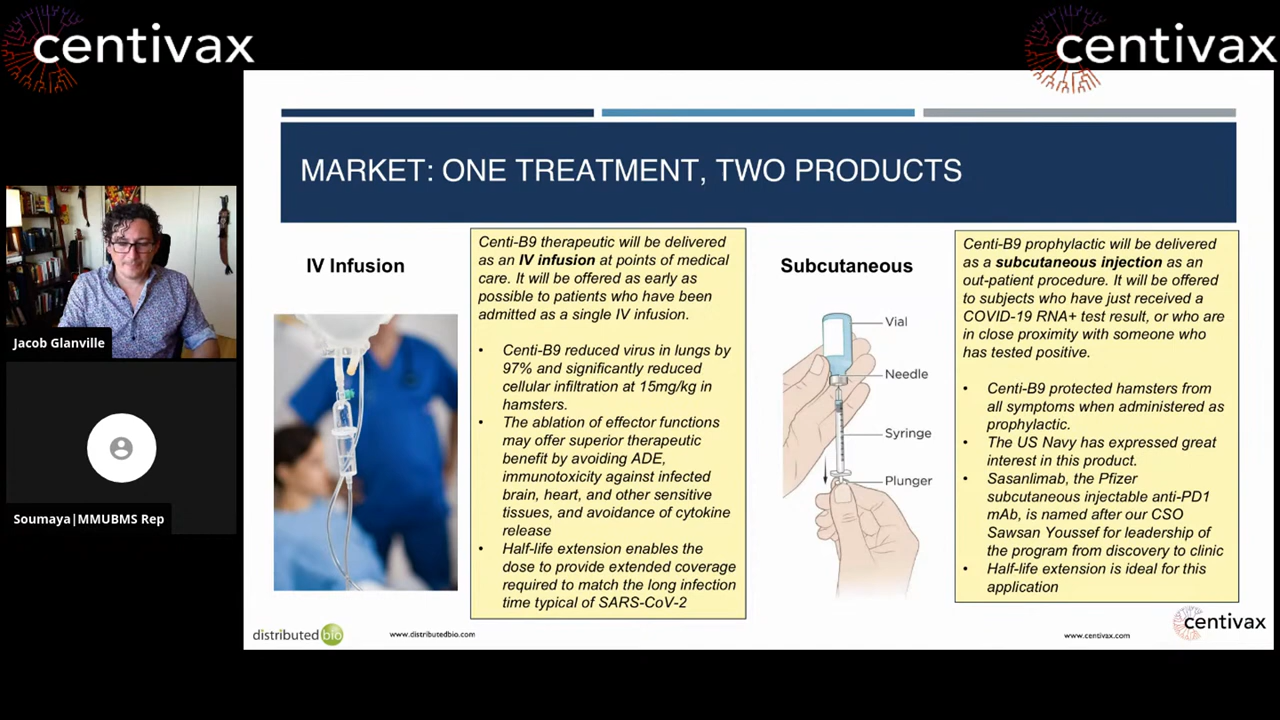 centivax
centivax
MARKET: ONE TREATMENT, TWO PRODUCTS
IV Infusion
Centi-B9 therapeutic will be delivered
as an IV infusion at points of medical
care. It will be offered as early as
possible to patients who have been
admitted as a single IV infusion.
• Centi-B9 reduced virus in lungs by
97% and significantly reduced
cellular infiltration at 15mg/kg in
hamsters.
• The ablation of effector functions
may offer superior therapeutic
benefit by avoiding ADE,
immunotoxicity against infected
brain, heart, and other sensitive
tissues, and avoidance of cytokine
release
• Half-life extension enables the
dose to provide extended coverage
required to match the long infection
time typical of SARS-CoV-2
Subcutaneous
Vial
Needle
Syringe
Plunger
Centi-B9 prophylactic will be delivered
as a subcutaneous injection as an
out-patient procedure. It will be offered
to subjects who have just received a
COVID-19 RNA+ test result, or who are
in close proximity with someone who
has tested positive.
• Centi-B9 protected hamsters from
all symptoms when administered as
prophylactic.
• The US Navy has expressed great
interest in this product.
• Sasanlimab, the Pfizer
subcutaneous injectable anti-PD1
mAb, is named after our CSO
Sawsan Youssef for leadership of
the program from discovery to clinic
• Half-life extension is ideal for this
application
Jacob Glanville
Soumaya|MMUBMS Rep
distributed bio
www.distributedbio.com
www.centivax.com
centivax